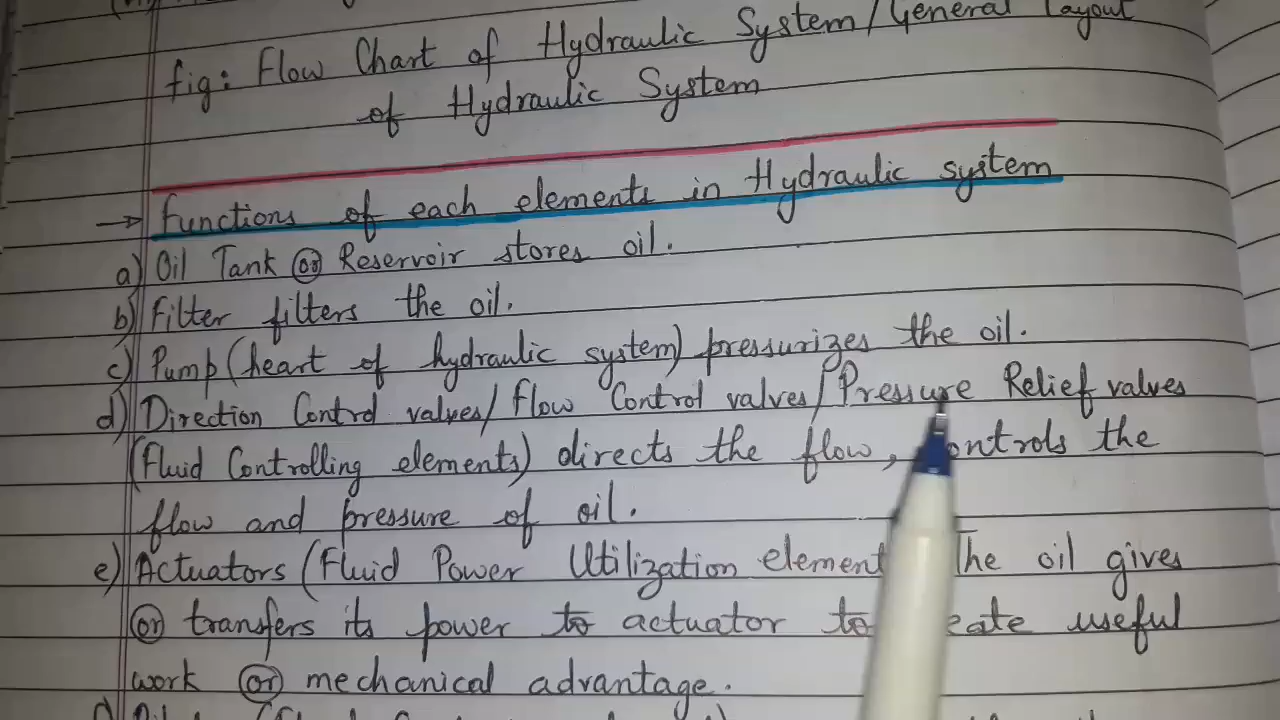 fig: Flow Chart of Hydraulic System/General Layout
of Hydraulic System
→ Functions of each elements in Hydraulic system
a) Oil Tank or Reservoir stores oil.
b) Filter filters the oil.
c) Pump (heart of hydraulic system) pressurizes the oil.
d) Direction Control valves/Flow Control valves/Pressure Relief valves
(Fluid Controlling elements) directs the flow, controls the
flow and pressure of oil.
e) Actuators (Fluid Power Utilization element The oil gives
or transfers its power to actuator to useful
work or mechanical advantage.